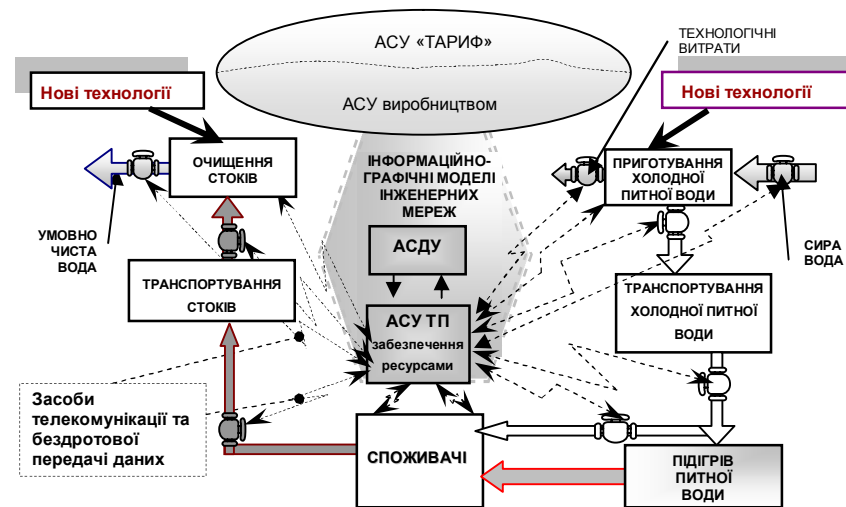 АСУ «ТАРИФ»
АСУ виробництвом
ТЕХНОЛОГІЧНІ
ВИТРАТИ
Нові технології
Нові технології
ОЧИЩЕННЯ
СТОКІВ
ІНФОРМАЦІЙНО-
ГРАФІЧНІ МОДЕЛІ
ІНЖЕНЕРНИХ
МЕРЕЖ
ПРИГОТУВАННЯ
ХОЛОДНОЇ
ПИТНОЇ ВОДИ
УМОВНО
ЧИСТА
ВОДА
АСДУ
СИРА
ВОДА
ТРАНСПОРТУВАННЯ
СТОКІВ
ТРАНСПОРТУВАННЯ
ХОЛОДНОЇ ПИТНОЇ
ВОДИ
АСУ ТП
забезпечення
ресурсами
Засоби
телекомунікації та
бездротової
передачі даних
СПОЖИВАЧІ
ПІДІГРІВ
ПИТНОЇ
ВОДИ